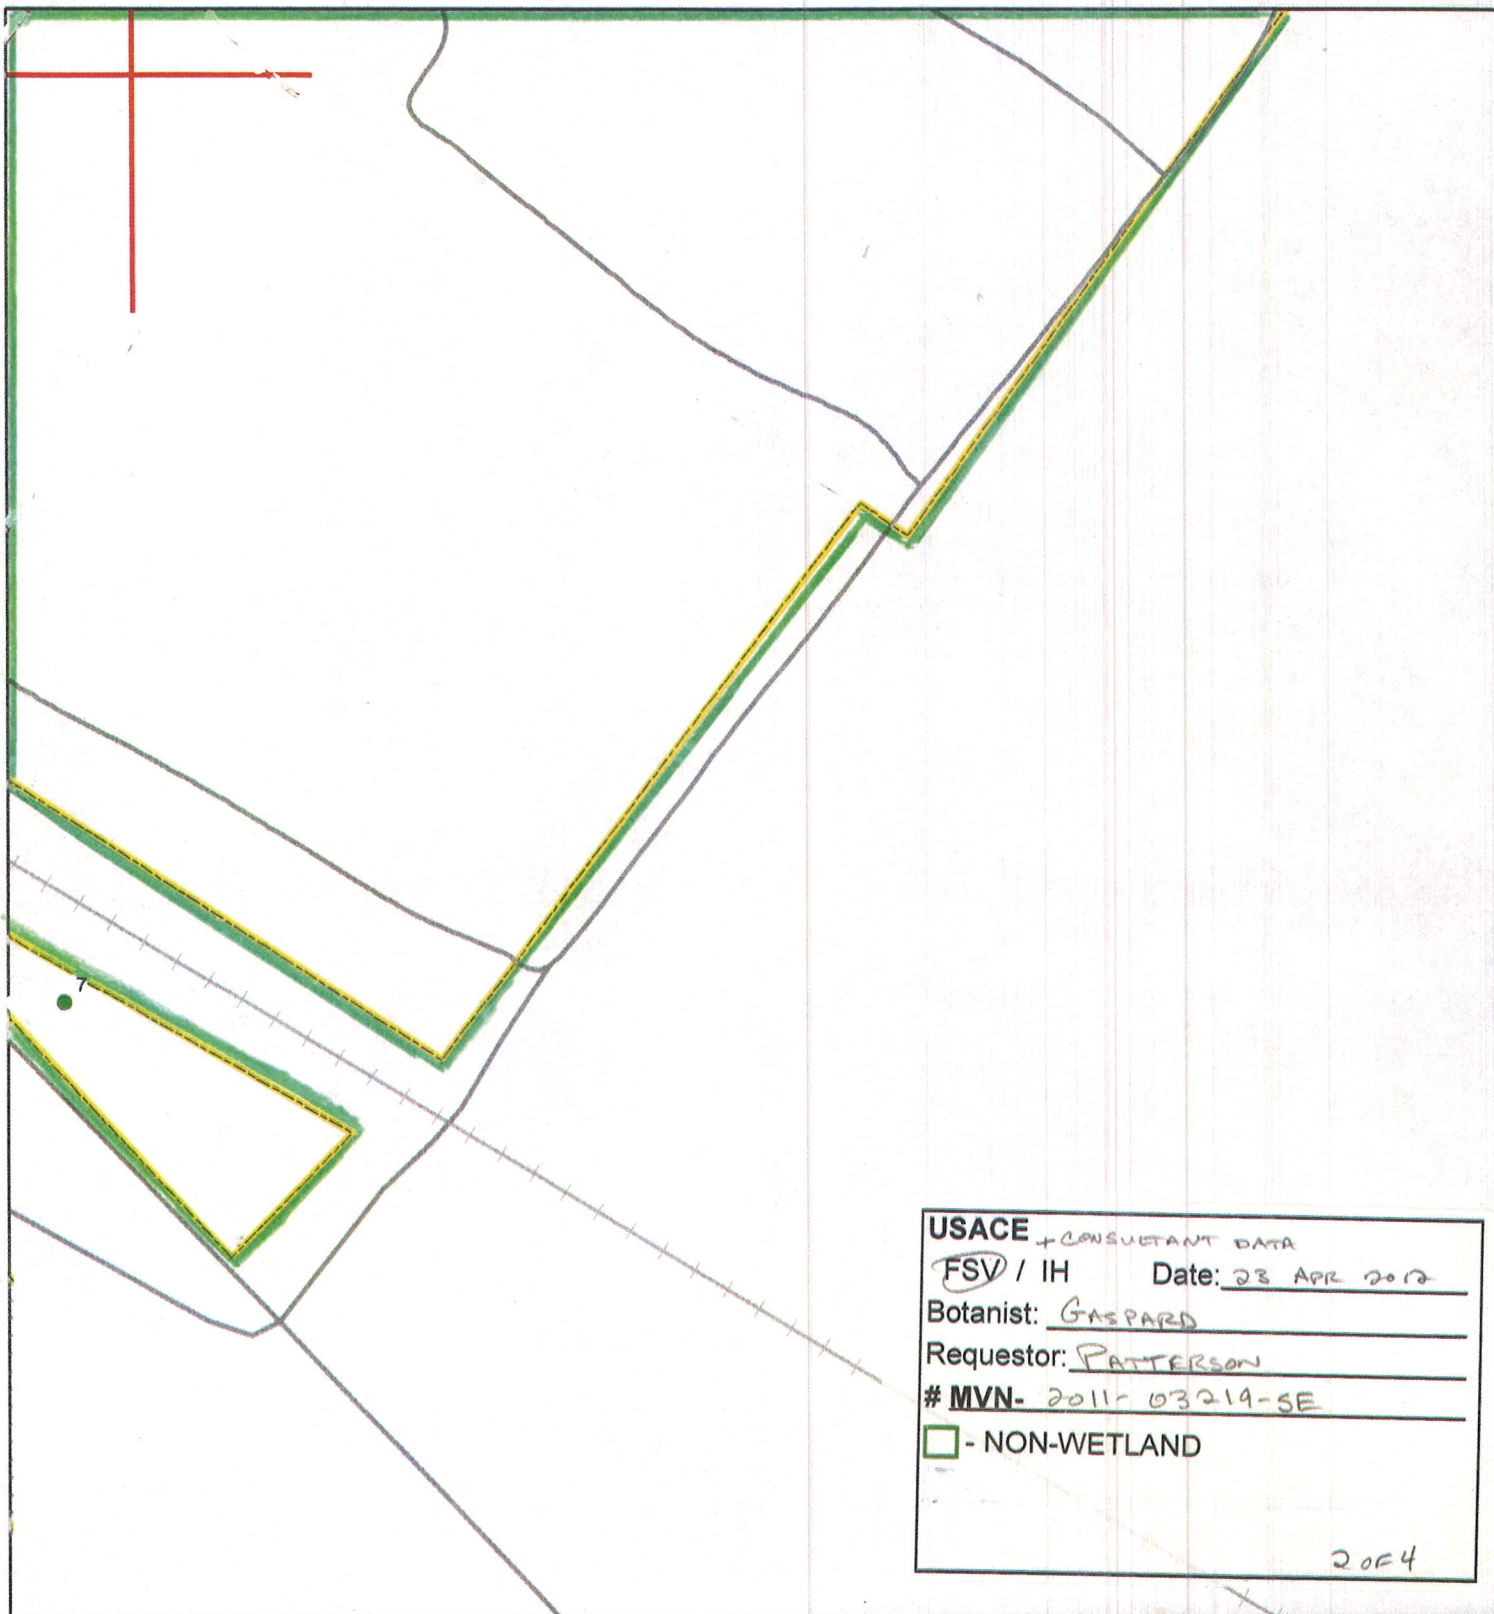 7
USACE + CONSULTANT DATA
FSV / IH Date: 23 APR 2012
Botanist: GASPARD
Requestor: PATTERSON
# MVN- 2011-03219-SE
- NON-WETLAND
2 OF 4